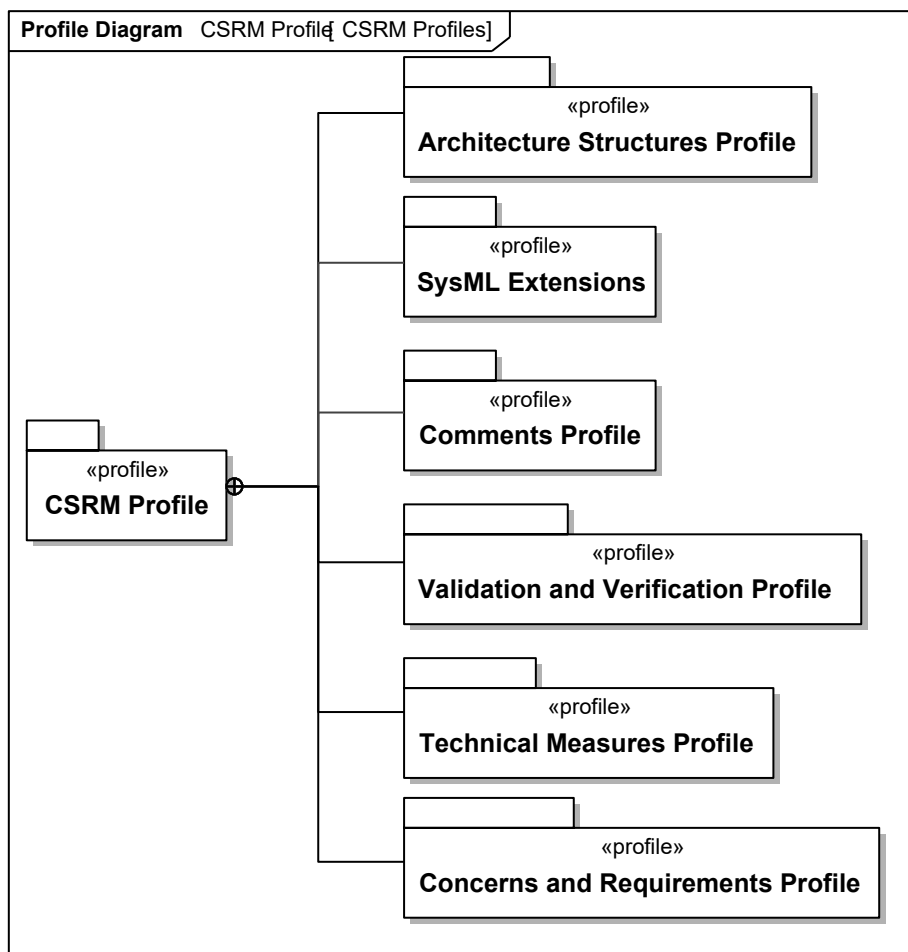 Profile Diagram CSRM Profile[ CSRM Profiles]
«profile»
Architecture Structures Profile
«profile»
SysML Extensions
«profile»
Comments Profile
«profile»
CSRM Profile
«profile»
Validation and Verification Profile
«profile»
Technical Measures Profile
«profile»
Concerns and Requirements Profile